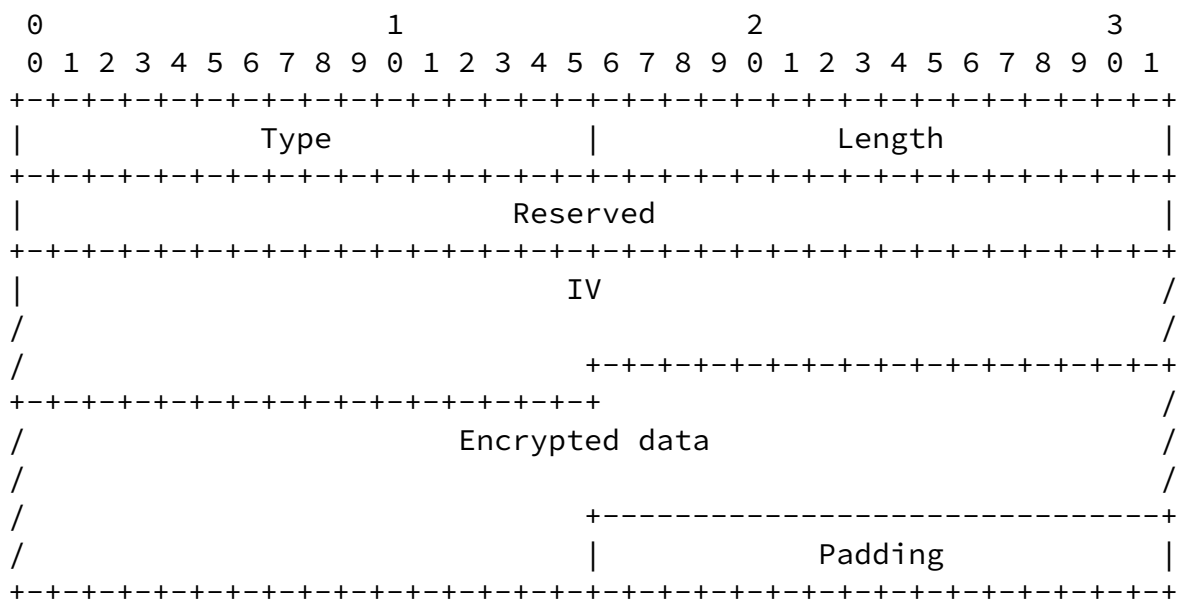 0                   1                   2                   3
 0 1 2 3 4 5 6 7 8 9 0 1 2 3 4 5 6 7 8 9 0 1 2 3 4 5 6 7 8 9 0 1
+-+-+-+-+-+-+-+-+-+-+-+-+-+-+-+-+-+-+-+-+-+-+-+-+-+-+-+-+-+-+-+-+
|             Type              |             Length            |
+-+-+-+-+-+-+-+-+-+-+-+-+-+-+-+-+-+-+-+-+-+-+-+-+-+-+-+-+-+-+-+-+
|                           Reserved                            |
+-+-+-+-+-+-+-+-+-+-+-+-+-+-+-+-+-+-+-+-+-+-+-+-+-+-+-+-+-+-+-+-+
|                              IV                               /
/                                                               /
/                               +-+-+-+-+-+-+-+-+-+-+-+-+-+-+-+-+
+-+-+-+-+-+-+-+-+-+-+-+-+-+-+-+-+                               /
/                        Encrypted data                         /
/                                                               /
/                               +-------------------------------+
/                               |            Padding            |
+-+-+-+-+-+-+-+-+-+-+-+-+-+-+-+-+-+-+-+-+-+-+-+-+-+-+-+-+-+-+-+-+